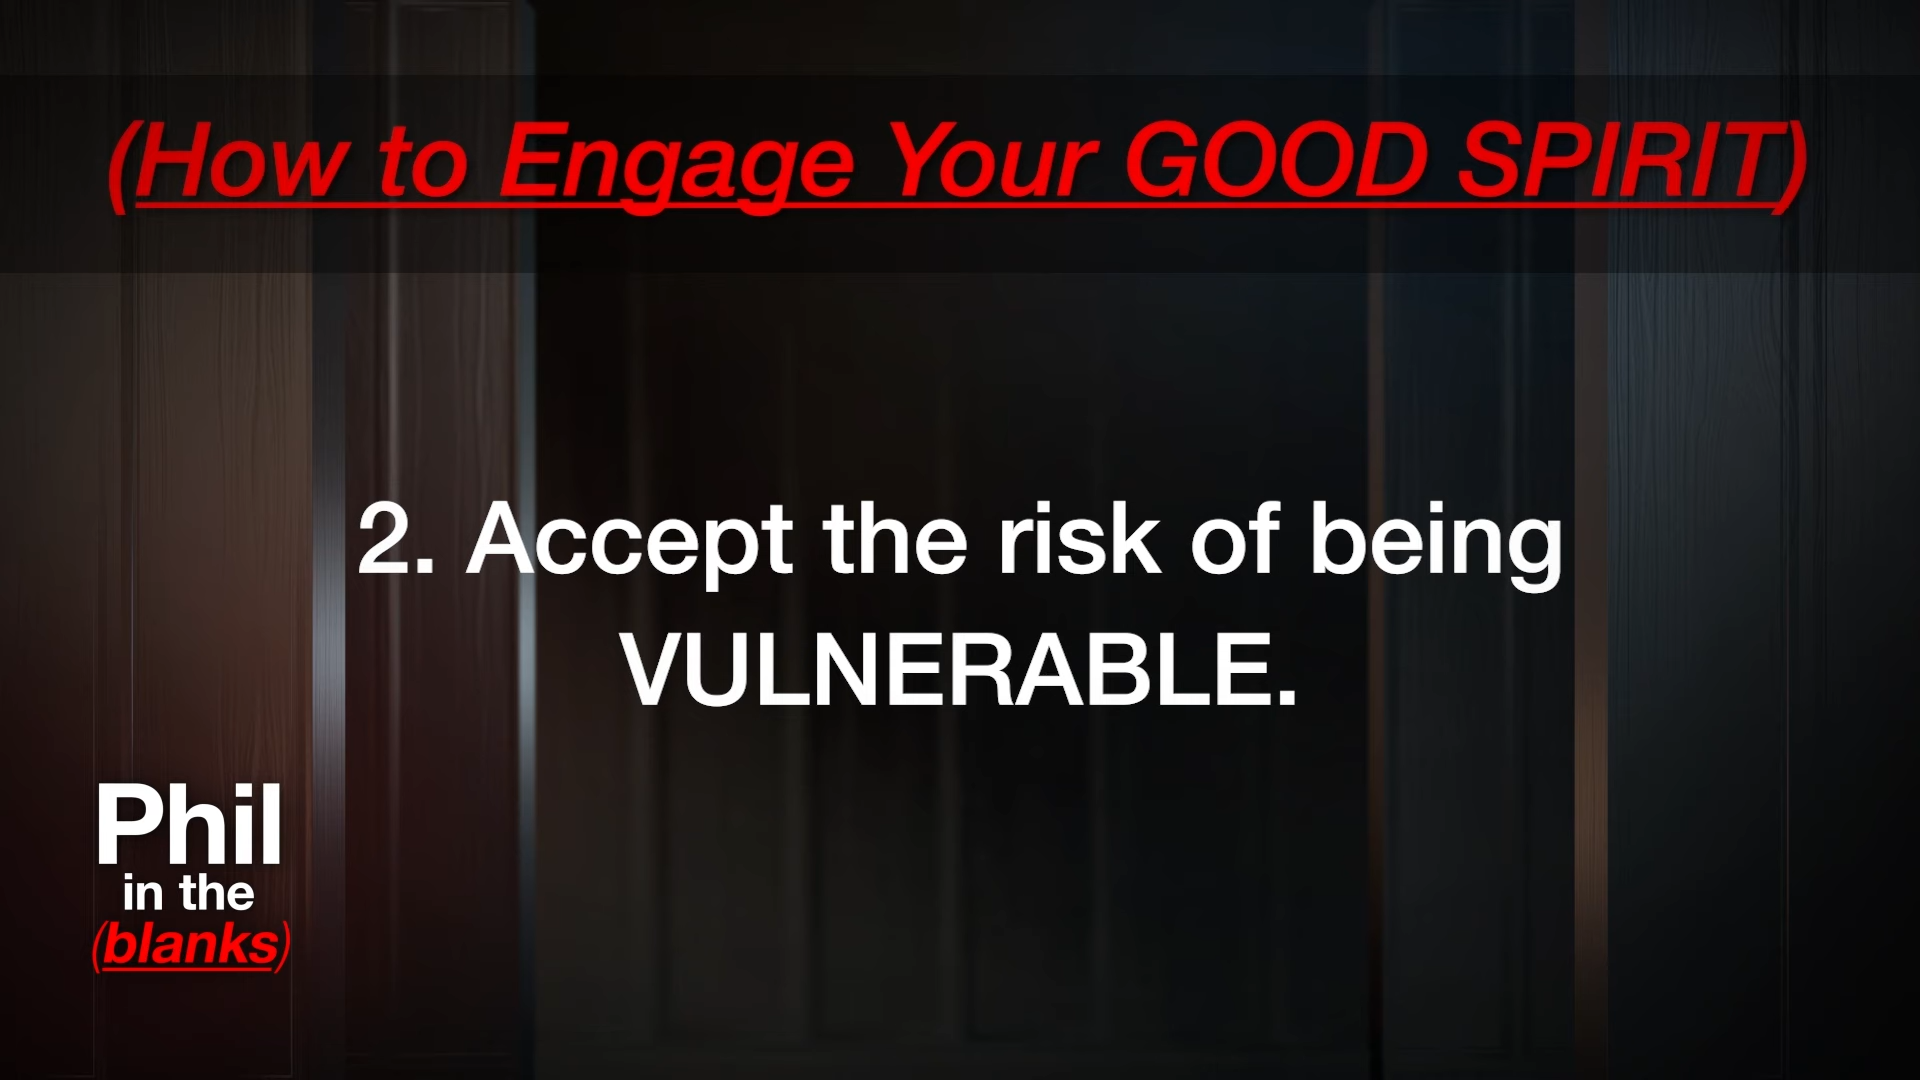 (How to Engage Your GOOD SPIRIT)
2. Accept the risk of being
VULNERABLE.
Phil
in the
(blanks)